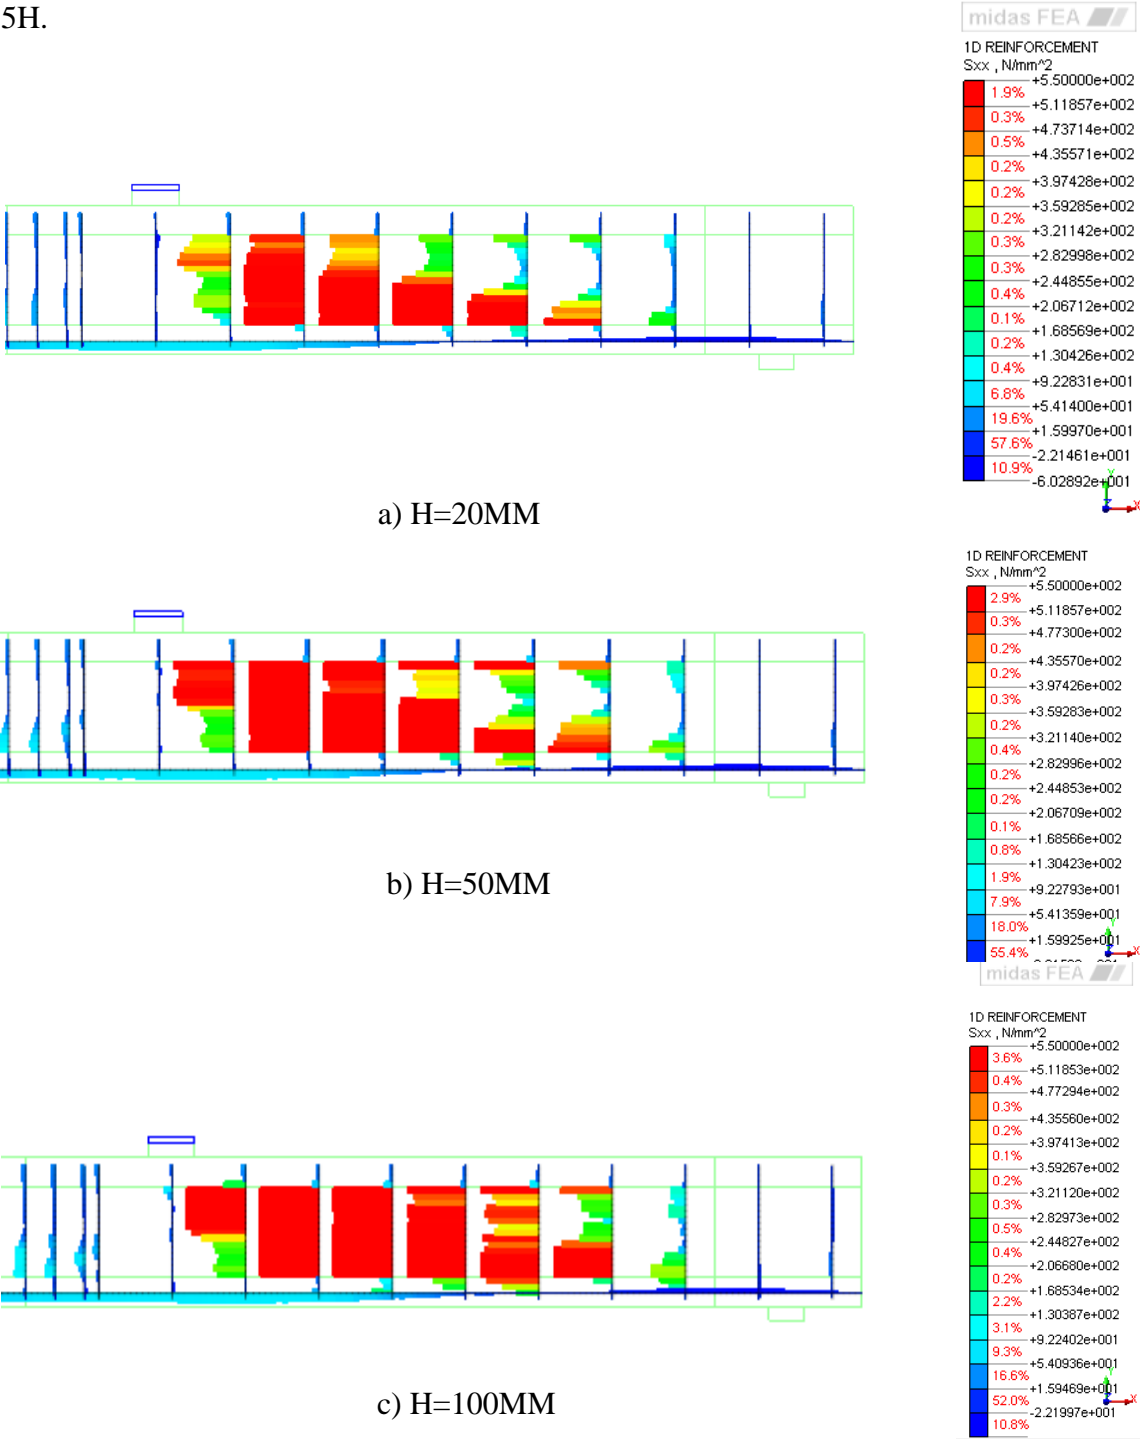 5H.
midas FEA
1D REINFORCEMENT
Sxx , N/mm^2
+5.50000e+002
1.9%
+5.11857e+002
0.3%
+4.73714e+002
0.5%
+4.35571e+002
0.2%
+3.97428e+002
0.2%
+3.59285e+002
0.2%
+3.21142e+002
0.3%
+2.82998e+002
0.3%
+2.44855e+002
0.4%
+2.06712e+002
0.1%
+1.68569e+002
0.2%
+1.30426e+002
0.4%
+9.22831e+001
6.8%
+5.41400e+001
19.6%
+1.59970e+001
57.6%
-2.21461e+001
10.9%
-6.02892e+001
a) H=20MM
1D REINFORCEMENT
Sxx , N/mm^2
+5.50000e+002
2.9%
+5.11857e+002
0.3%
+4.77300e+002
0.2%
+4.35570e+002
0.2%
+3.97426e+002
0.3%
+3.59283e+002
0.2%
+3.21140e+002
0.4%
+2.82996e+002
0.2%
+2.44853e+002
0.2%
+2.06709e+002
0.1%
+1.68566e+002
0.8%
+1.30423e+002
1.9%
+9.22793e+001
7.9%
+5.41359e+001
18.0%
+1.59925e+001
55.4%
b) H=50MM
midas FEA
1D REINFORCEMENT
Sxx , N/mm^2
+5.50000e+002
3.6%
+5.11853e+002
0.4%
+4.77294e+002
0.3%
+4.35560e+002
0.2%
+3.97413e+002
0.1%
+3.59267e+002
0.2%
+3.21120e+002
0.3%
+2.82973e+002
0.5%
+2.44827e+002
0.4%
+2.06680e+002
0.2%
+1.68534e+002
2.2%
+1.30387e+002
3.1%
+9.22402e+001
9.3%
+5.40936e+001
16.6%
+1.59469e+001
52.0%
-2.21997e+001
10.8%
c) H=100MM